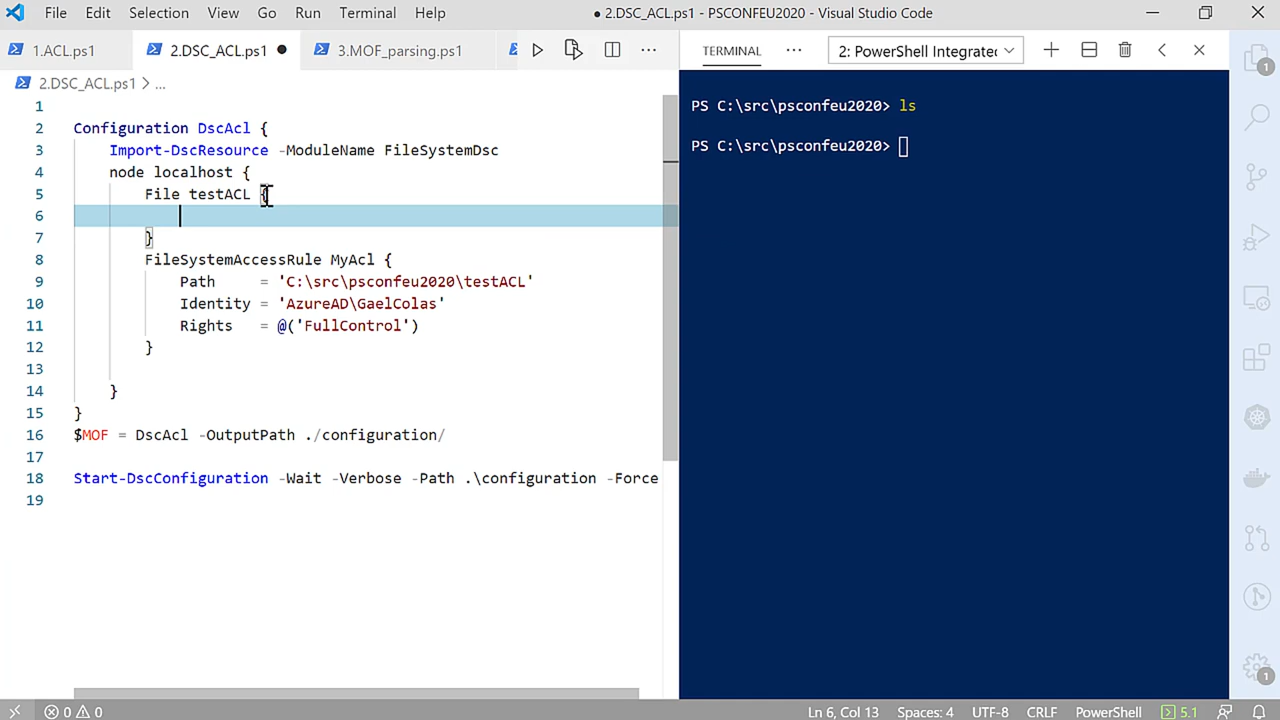 File Edit Selection View Go Run Terminal Help
● 2.DSC_ACL.ps1 - PSCONFEU2020 - Visual Studio Code
1.ACL.ps1 2.DSC_ACL.ps1 ● 3.MOF_parsing.ps1 ···
2.DSC_ACL.ps1 > ...
1
2 Configuration DscAcl {
3 Import-DscResource -ModuleName FileSystemDsc
4 node localhost {
5 File testACL {
6
7 }
8 FileSystemAccessRule MyAcl {
9 Path = 'C:\src\psconfeu2020\testACL'
10 Identity = 'AzureAD\GaelColas'
11 Rights = @('FullControl')
12 }
13
14 }
15 }
16 $MOF = DscAcl -OutputPath ./configuration/
17
18 Start-DscConfiguration -Wait -Verbose -Path .\configuration -Force
19
TERMINAL ··· 2: PowerShell Integrated
PS C:\src\psconfeu2020> ls
PS C:\src\psconfeu2020>
1
1
0 0 Ln 6, Col 13 Spaces: 4 UTF-8 CRLF PowerShell 5.1